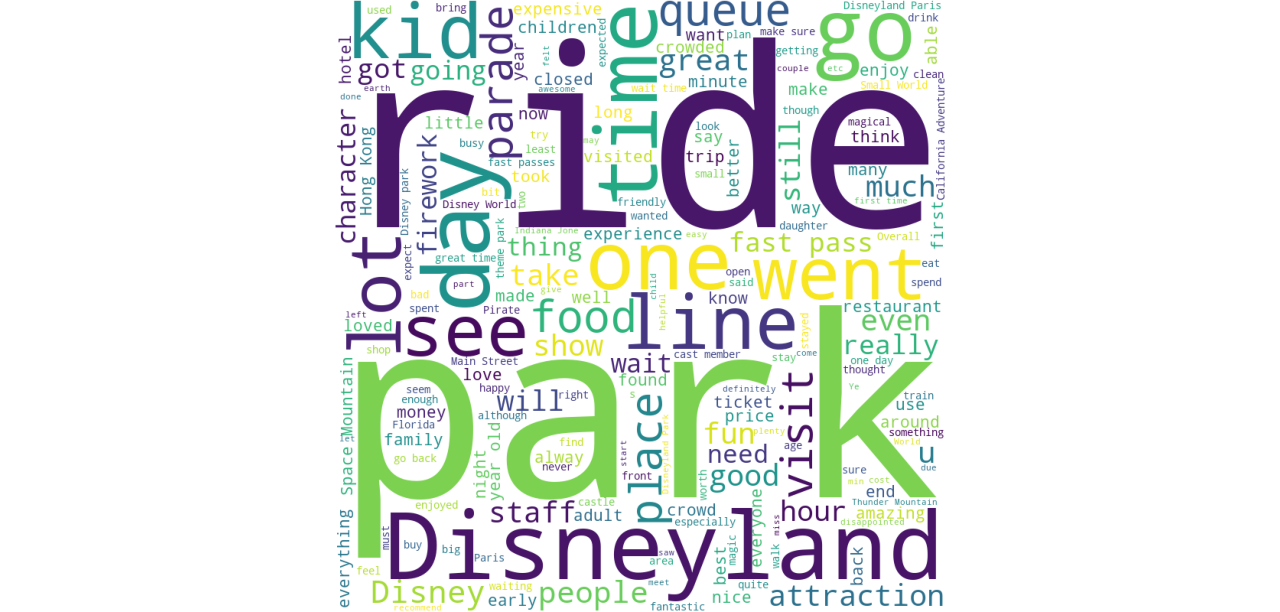 used
bring
kid
expensive
children
queue
Disneyland Paris
drink
parade
year
felt
expected
time
want
plan
make sure
go
able
hotel
got
going
crowded
getting
great
couple
etc
enjoy
clean
closed
minute
Small World
done
earth
awesome
wait time
make
ride
character
Hong Kong
little
now
long
though
magical
California Adventure
firework
busy
try
least
may
look
say
still
think
Disney park
day
fast passes
visited
trip
better
many
took
small
much
bit
Disney World
two
friendly
first time
wanted
way
daughter
first
lot
Indiana Jone
experience
easy
fast pass
Overall
expect
great time
theme park
thing
one
went
eat
part
take
child
open
said
spend
bad
give
made
well
helpful
know
restaurant
left
spent
Pirate
food
line
stayed
loved
see
even
shop
show
really
Main Street
wait
cast member
stay
come
one day
love
found
visit
thought
Ye
Space Mountain
seem
happy
s
definitely
park
enough
will
right
place
ticket
use
train
money
although
price
around
Florida
start
fun
plenty
something
family
year old
find
age
World
let
alway
Disneyland Park
need
u
go back
night
never
front
worth
good
sure
due
min
cost
everything
end
castle
Thunder Mountain
enjoyed
staff
adult
crowd
everyone
hour
amazing
especially
miss
disappointed
must
Disneyland
buy
big
Paris
saw
area
magic
best
walk
back
feel
meet
quite
Disney
waiting
early
people
nice
attraction
recommend
fantastic